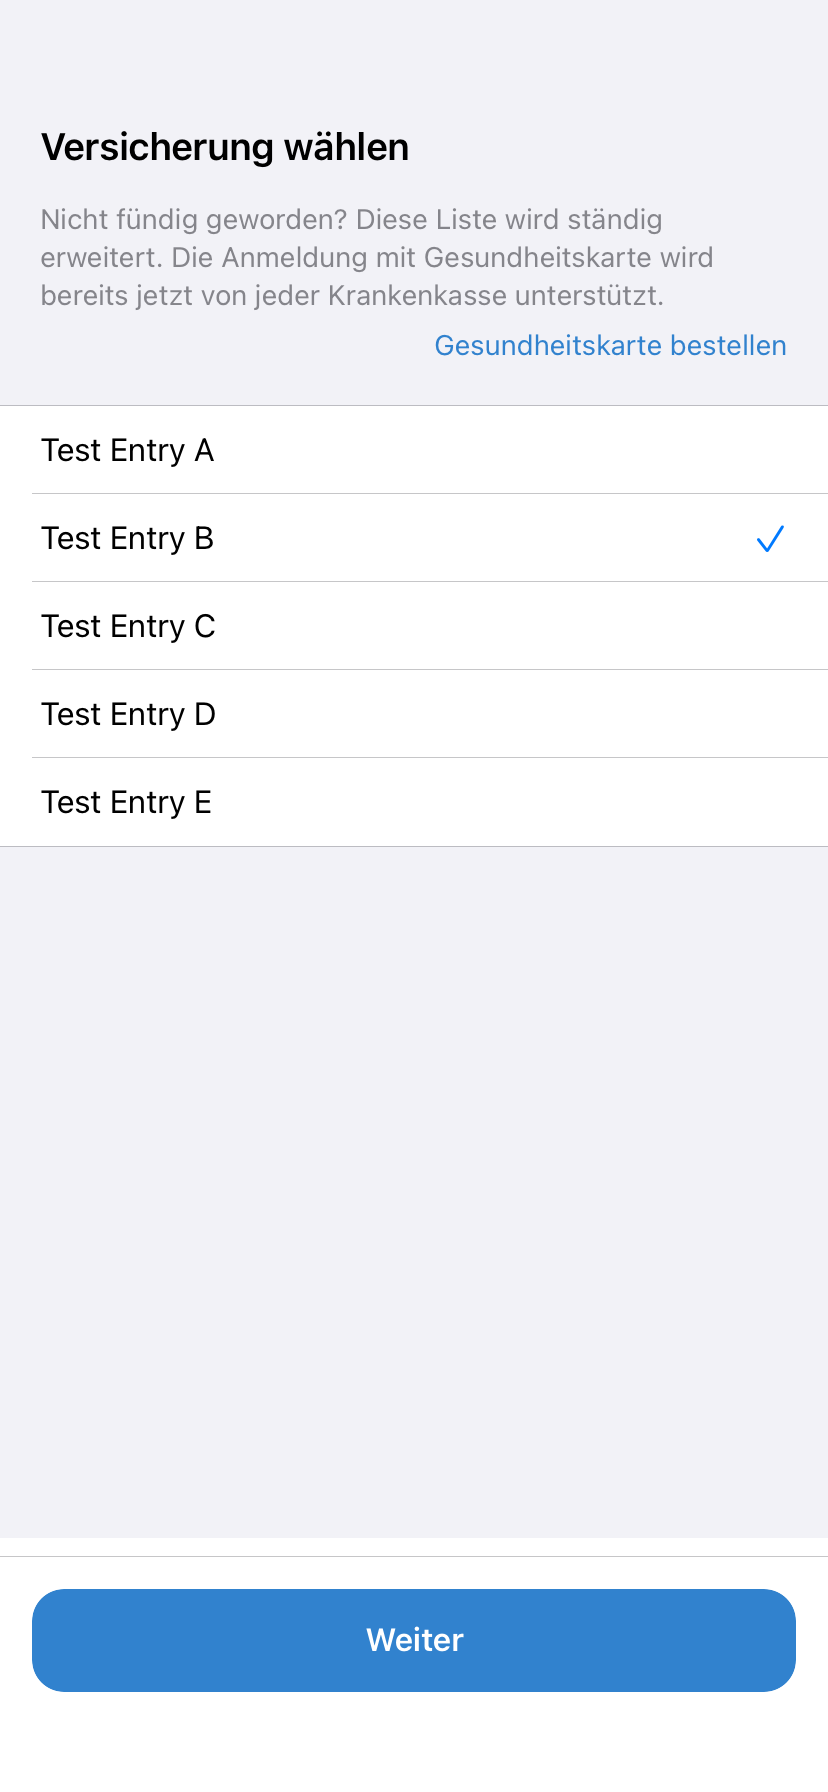 Versicherung wählen
Nicht fündig geworden? Diese Liste wird ständig
erweitert. Die Anmeldung mit Gesundheitskarte wird
bereits jetzt von jeder Krankenkasse unterstützt.
Gesundheitskarte bestellen
Test Entry A
Test Entry B
Test Entry C
Test Entry D
Test Entry E
Weiter